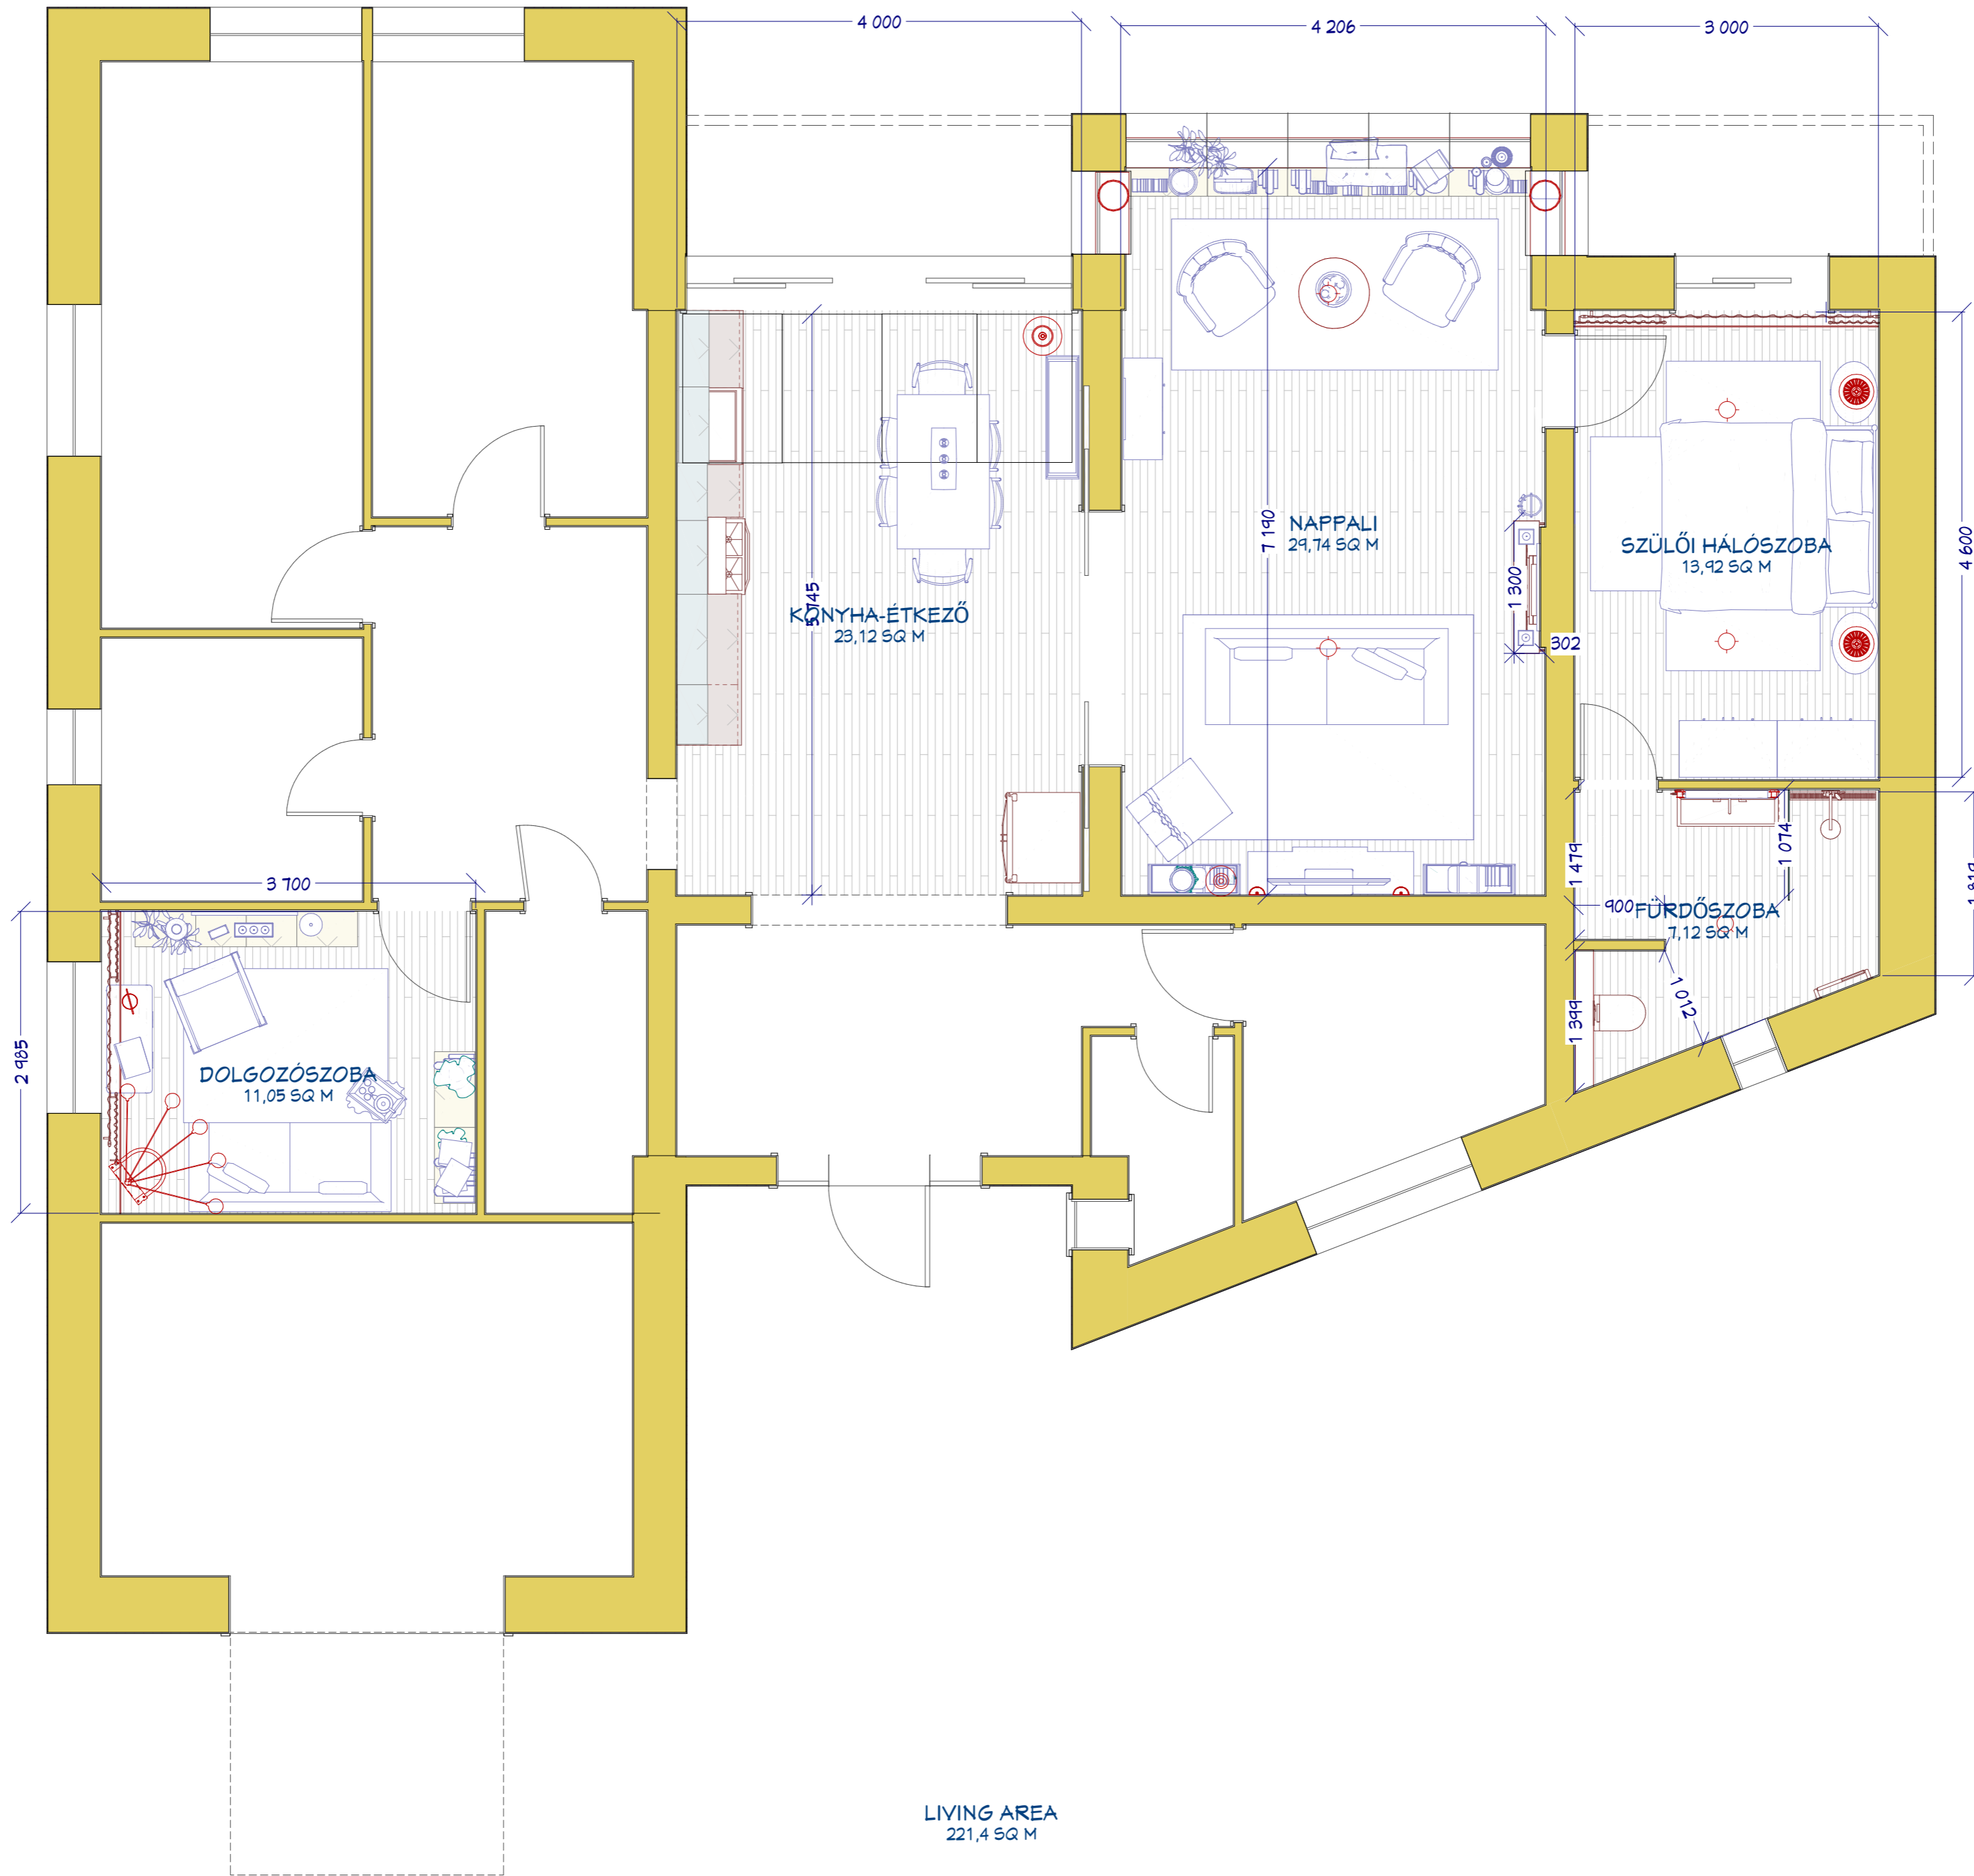 4 000
4 206
3 000
NAPPALI
29,74 SQ M
7 190
SZÜLŐI HÁLÓSZOBA
13,92 SQ M
4 600
1 300
302
KONYHA-ÉTKEZŐ
23,12 SQ M
3 700
1 479
1 074
900
FÜRDŐSZOBA
7,12 SQ M
1 012
1 399
2 985
DOLGOZÓSZOBA
11,05 SQ M
LIVING AREA
221,4 SQ M